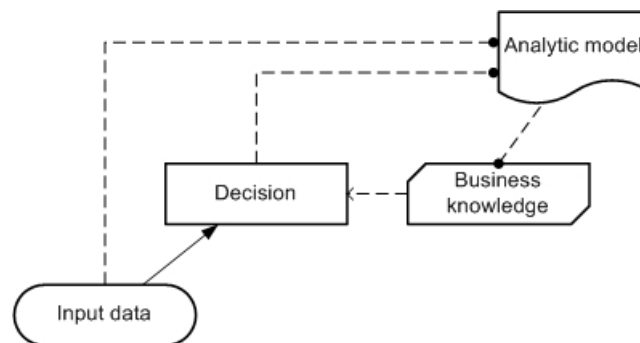 Analytic model
Decision
Business
knowledge
Input data